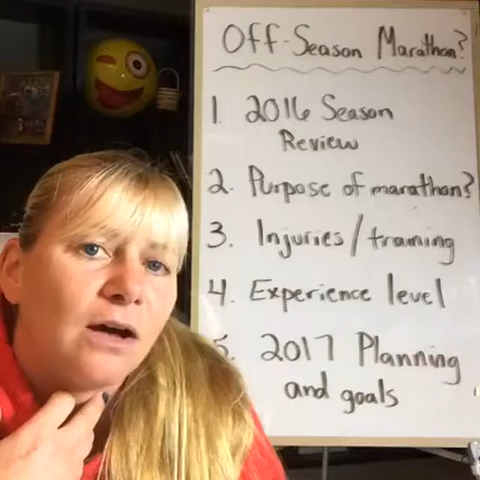 Off-Season Marathon?
1. 2016 Season
Review
2. Purpose of marathon?
3. Injuries/training
4. Experience level
5. 2017 Planning
and goals